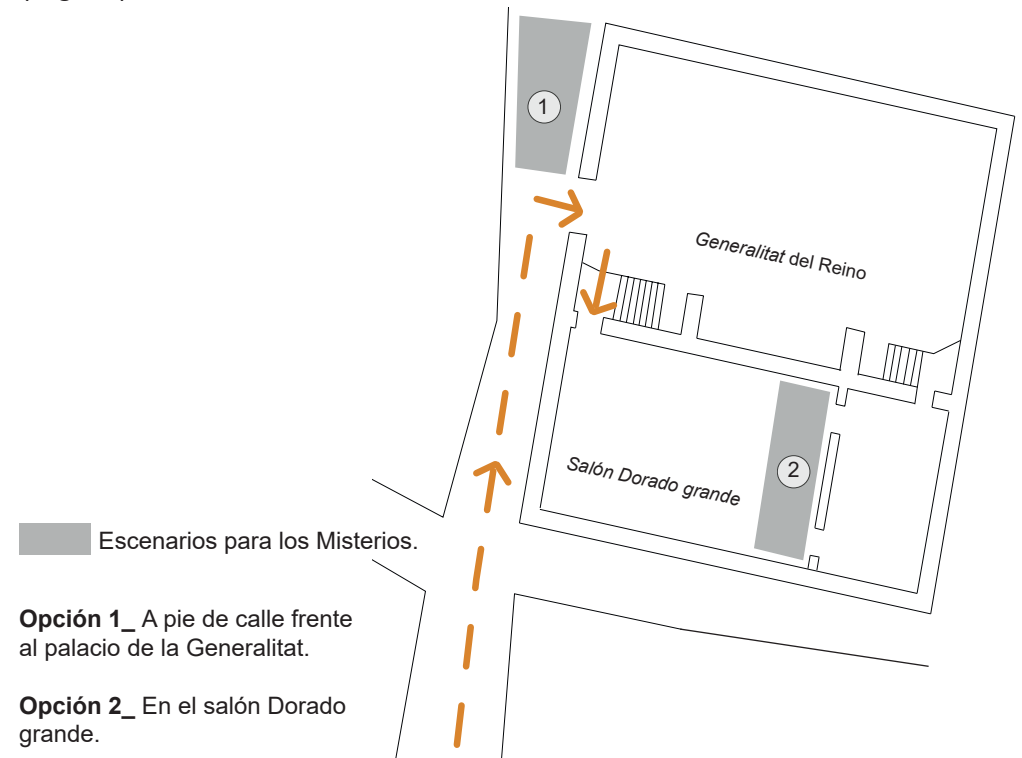 1
Generalitat del Reino
Salón Dorado grande
2
Escenarios para los Misterios.
Opción 1_ A pie de calle frente
al palacio de la Generalitat.
Opción 2_ En el salón Dorado
grande.